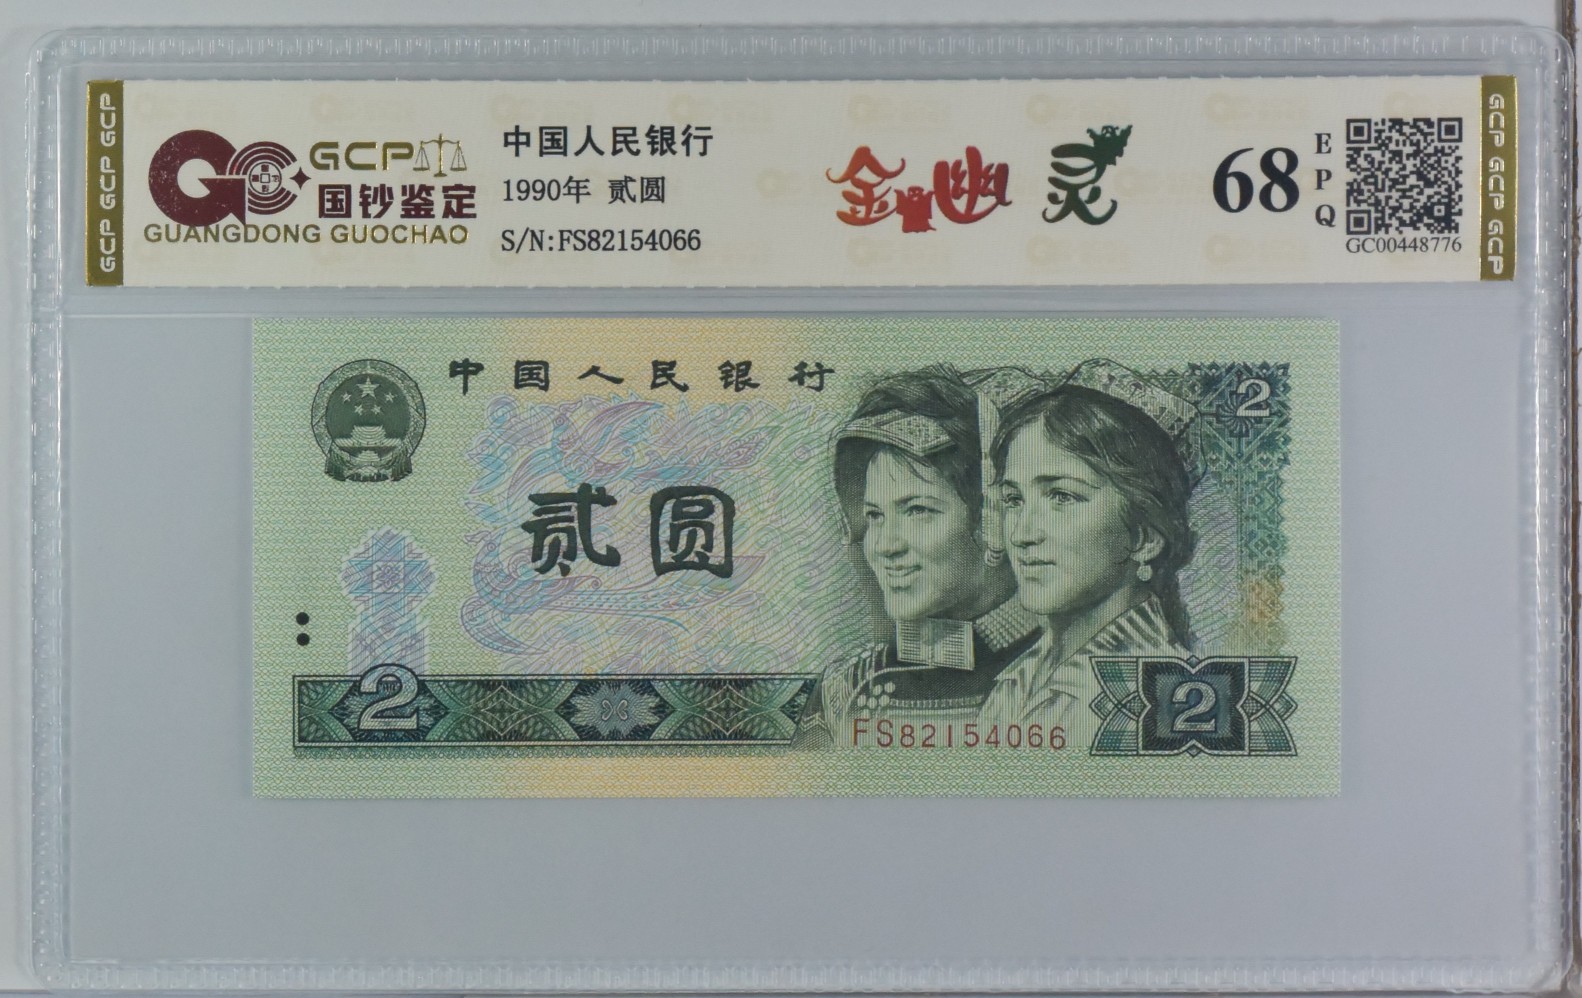 GCP
国钞鉴定
GUANGDONG GUOCHAO
中国人民银行
1990年 贰圆
S/N:FS82154066
金幽灵
68
EPQ
GC00448776
GCP GCP GCP
GCP GCP GCP
中国人民银行
2
贰圆
2
FS82154066
2